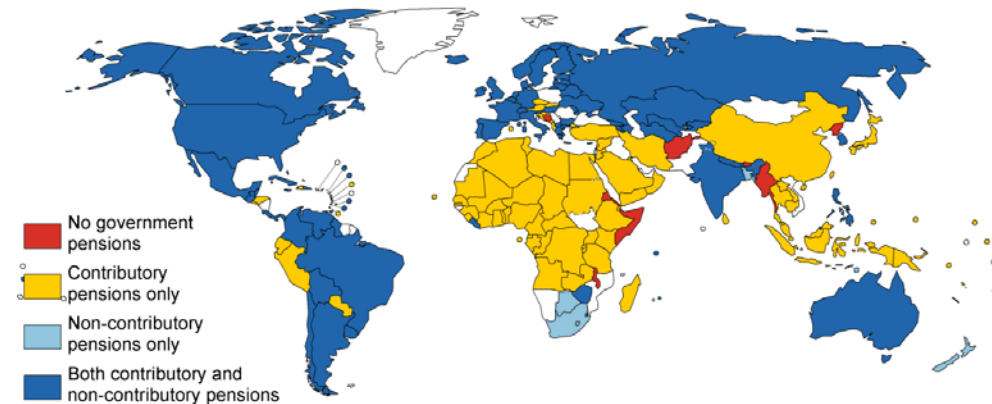 No government
pensions
Contributory
pensions only
Non-contributory
pensions only
Both contributory and
non-contributory pensions